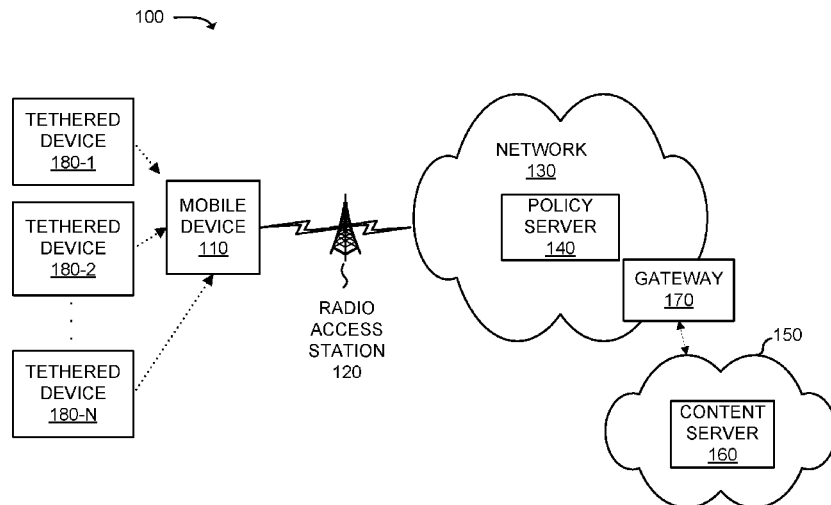 100
TETHERED
DEVICE
180-1
TETHERED
DEVICE
180-2
TETHERED
DEVICE
180-N
MOBILE
DEVICE
110
RADIO
ACCESS
STATION
120
NETWORK
130
POLICY
SERVER
140
GATEWAY
170
150
CONTENT
SERVER
160